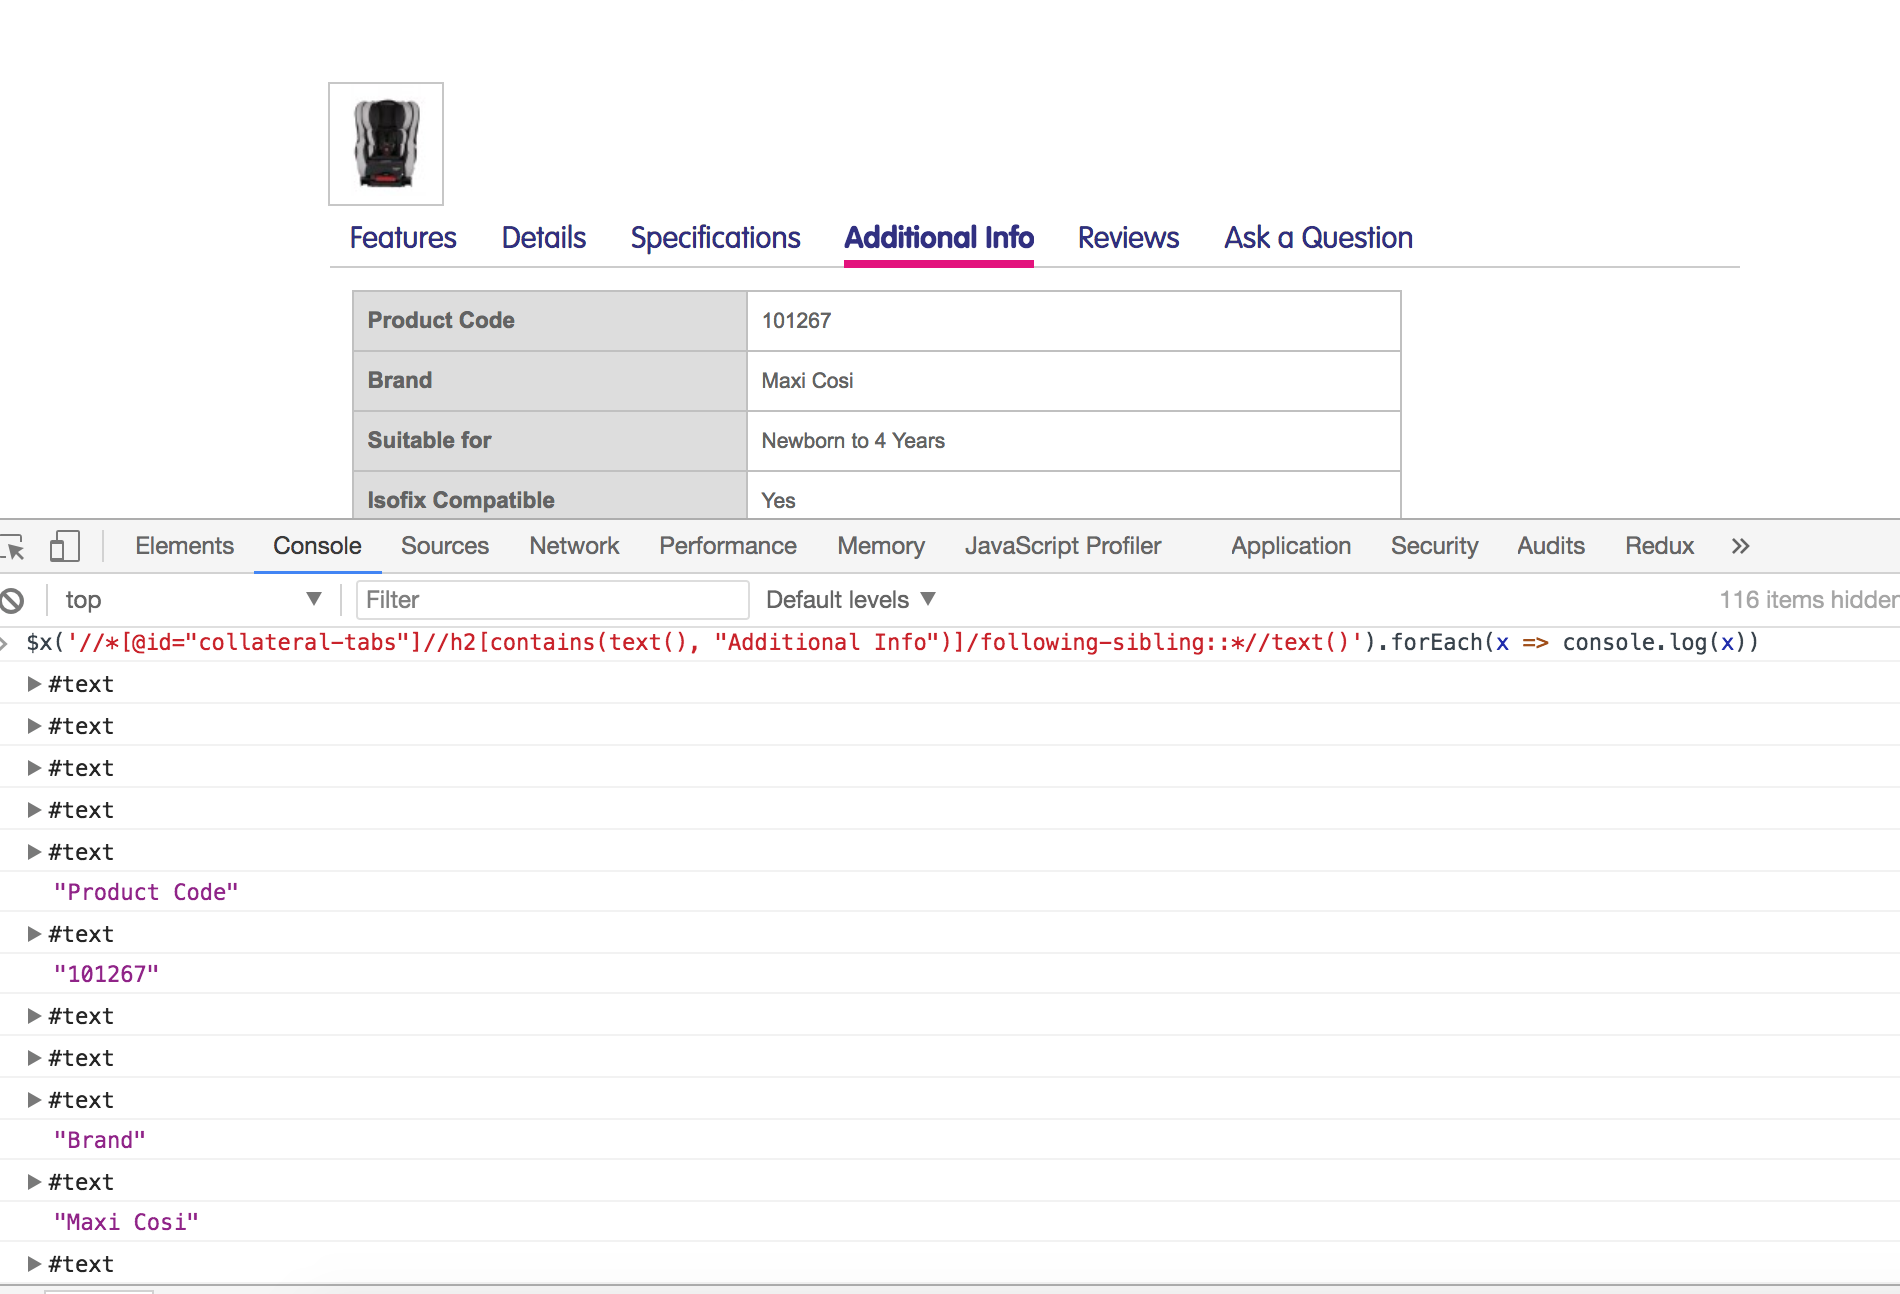 Features Details Specifications Additional Info Reviews Ask a Question
Product Code 101267
Brand Maxi Cosi
Suitable for Newborn to 4 Years
Isofix Compatible Yes
Elements Console Sources Network Performance Memory JavaScript Profiler Application Security Audits Redux »
top Filter Default levels 116 items hidden
$x('//*[@id="collateral-tabs"]//h2[contains(text(), "Additional Info")]/following-sibling::*//text()').forEach(x => console.log(x))
#text
#text
#text
#text
#text
"Product Code"
#text
"101267"
#text
#text
#text
"Brand"
#text
"Maxi Cosi"
#text